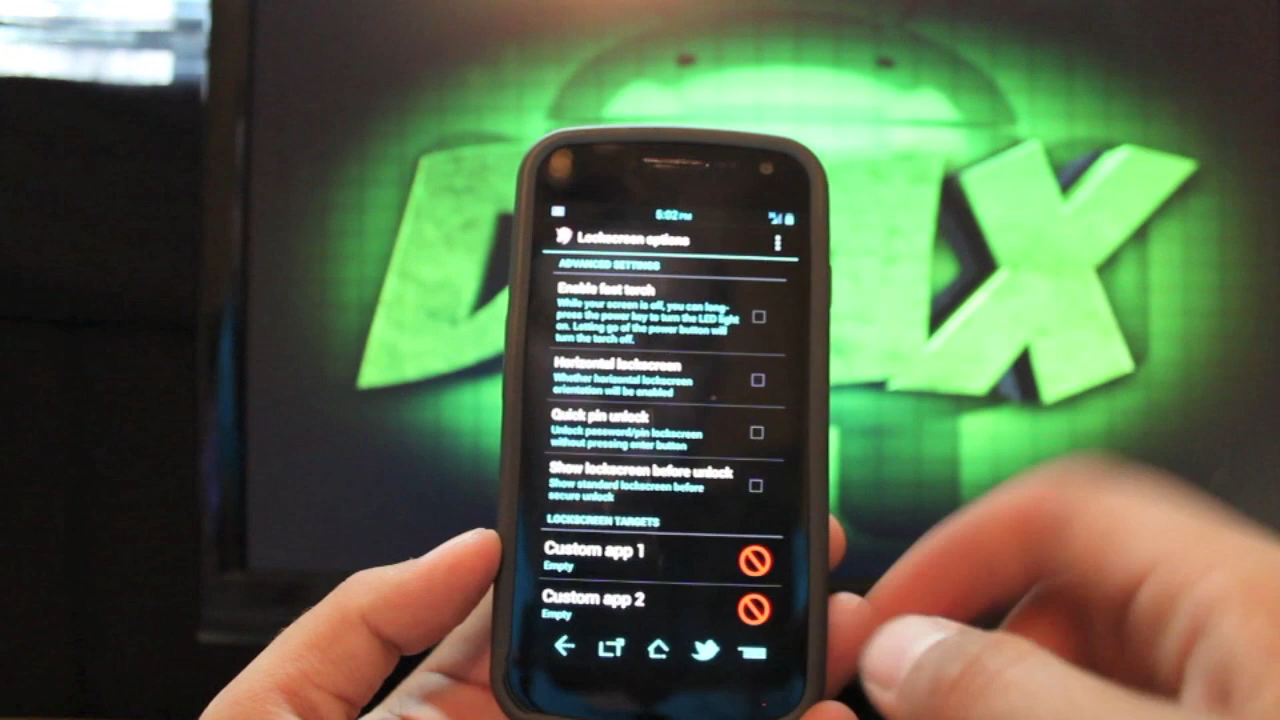 5:02 PM
Lockscreen options
ADVANCED SETTINGS
Enable fast torch
While your screen is off, you can long-
press the power key to turn the LED light
on. Letting go of the power button will
turn the torch off.
Horizontal lockscreen
Whether horizontal lockscreen
orientation will be enabled
Quick pin unlock
Unlock password/pin lockscreen
without pressing enter button
Show lockscreen before unlock
Show standard lockscreen before
secure unlock
LOCKSCREEN TARGETS
Custom app 1
Empty
Custom app 2
Empty